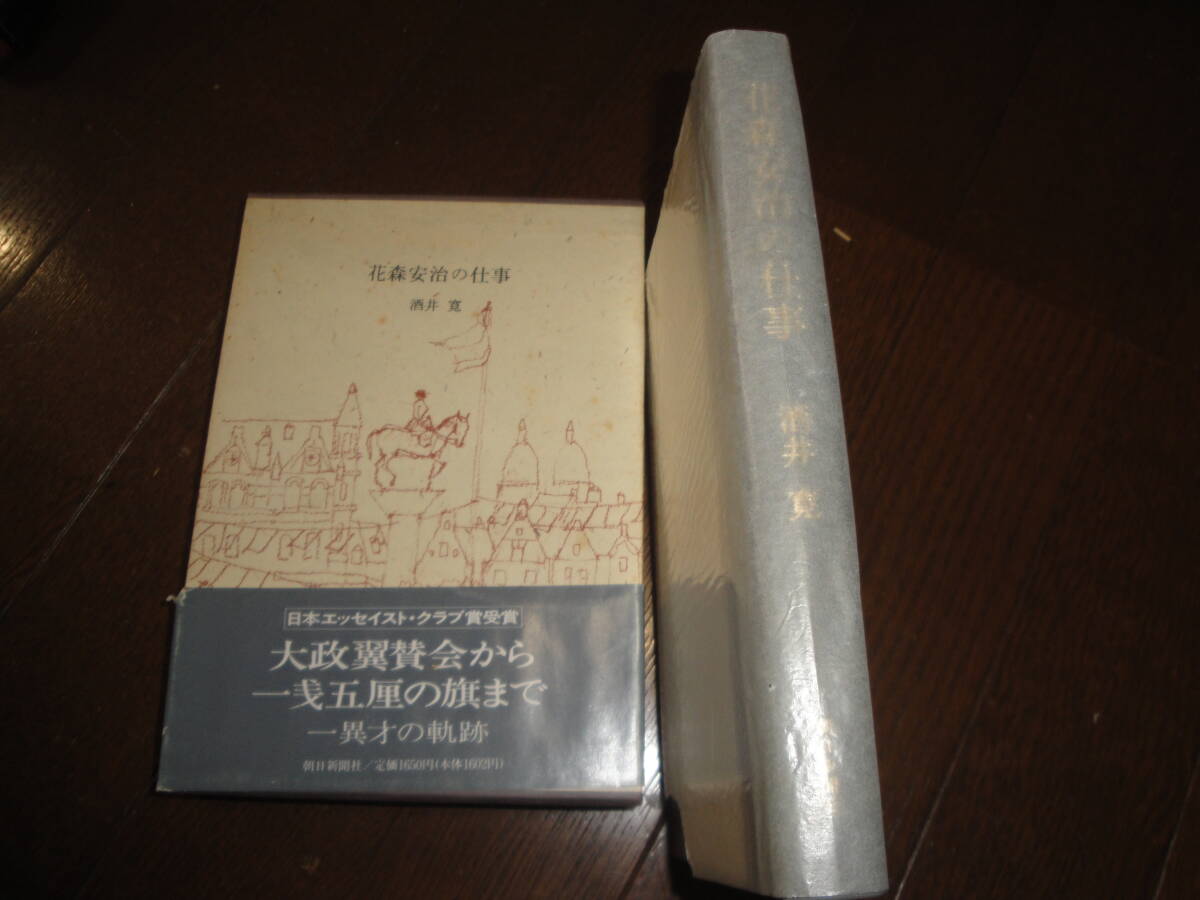 花森安治の仕事
酒井 寛
日本エッセイスト・クラブ賞受賞
大政翼賛会から
一戔五厘の旗まで
一異才の軌跡
朝日新聞社/定価1650円(本体1602円)
花森安治の仕事
酒井 寛